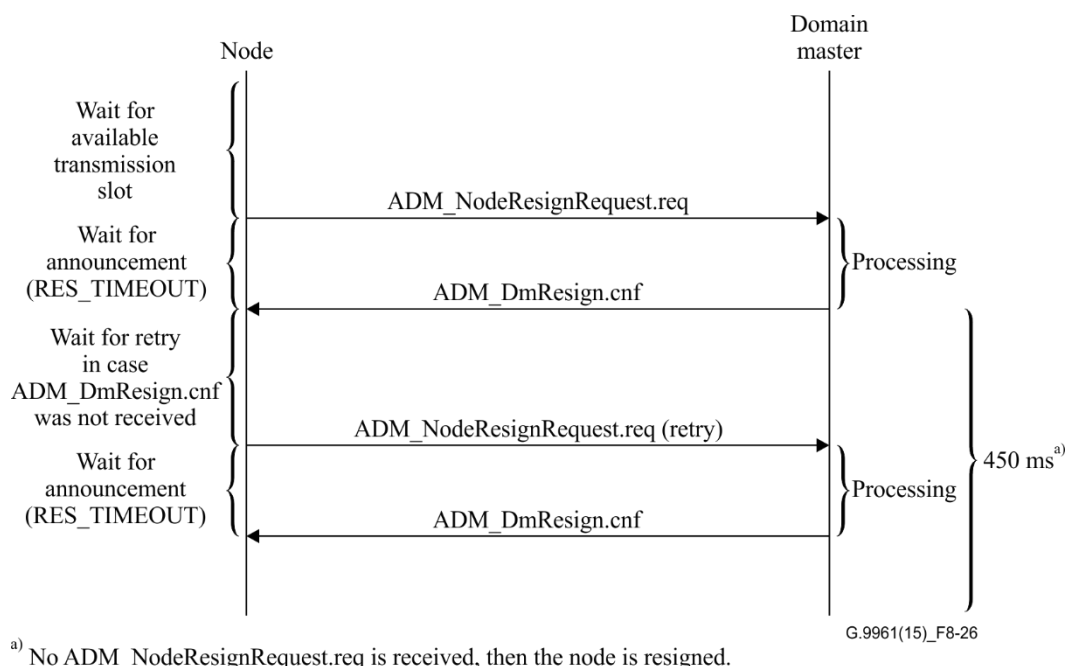 Node
Domain
master
Wait for
available
transmission
slot
ADM_NodeResignRequest.req
Wait for
announcement
(RES_TIMEOUT)
Processing
ADM_DmResign.cnf
Wait for retry
in case
ADM_DmResign.cnf
was not received
ADM_NodeResignRequest.req (retry)
Wait for
announcement
(RES_TIMEOUT)
Processing
450 ms a)
ADM_DmResign.cnf
G.9961(15)_F8-26
a) No ADM_NodeResignRequest.req is received, then the node is resigned.